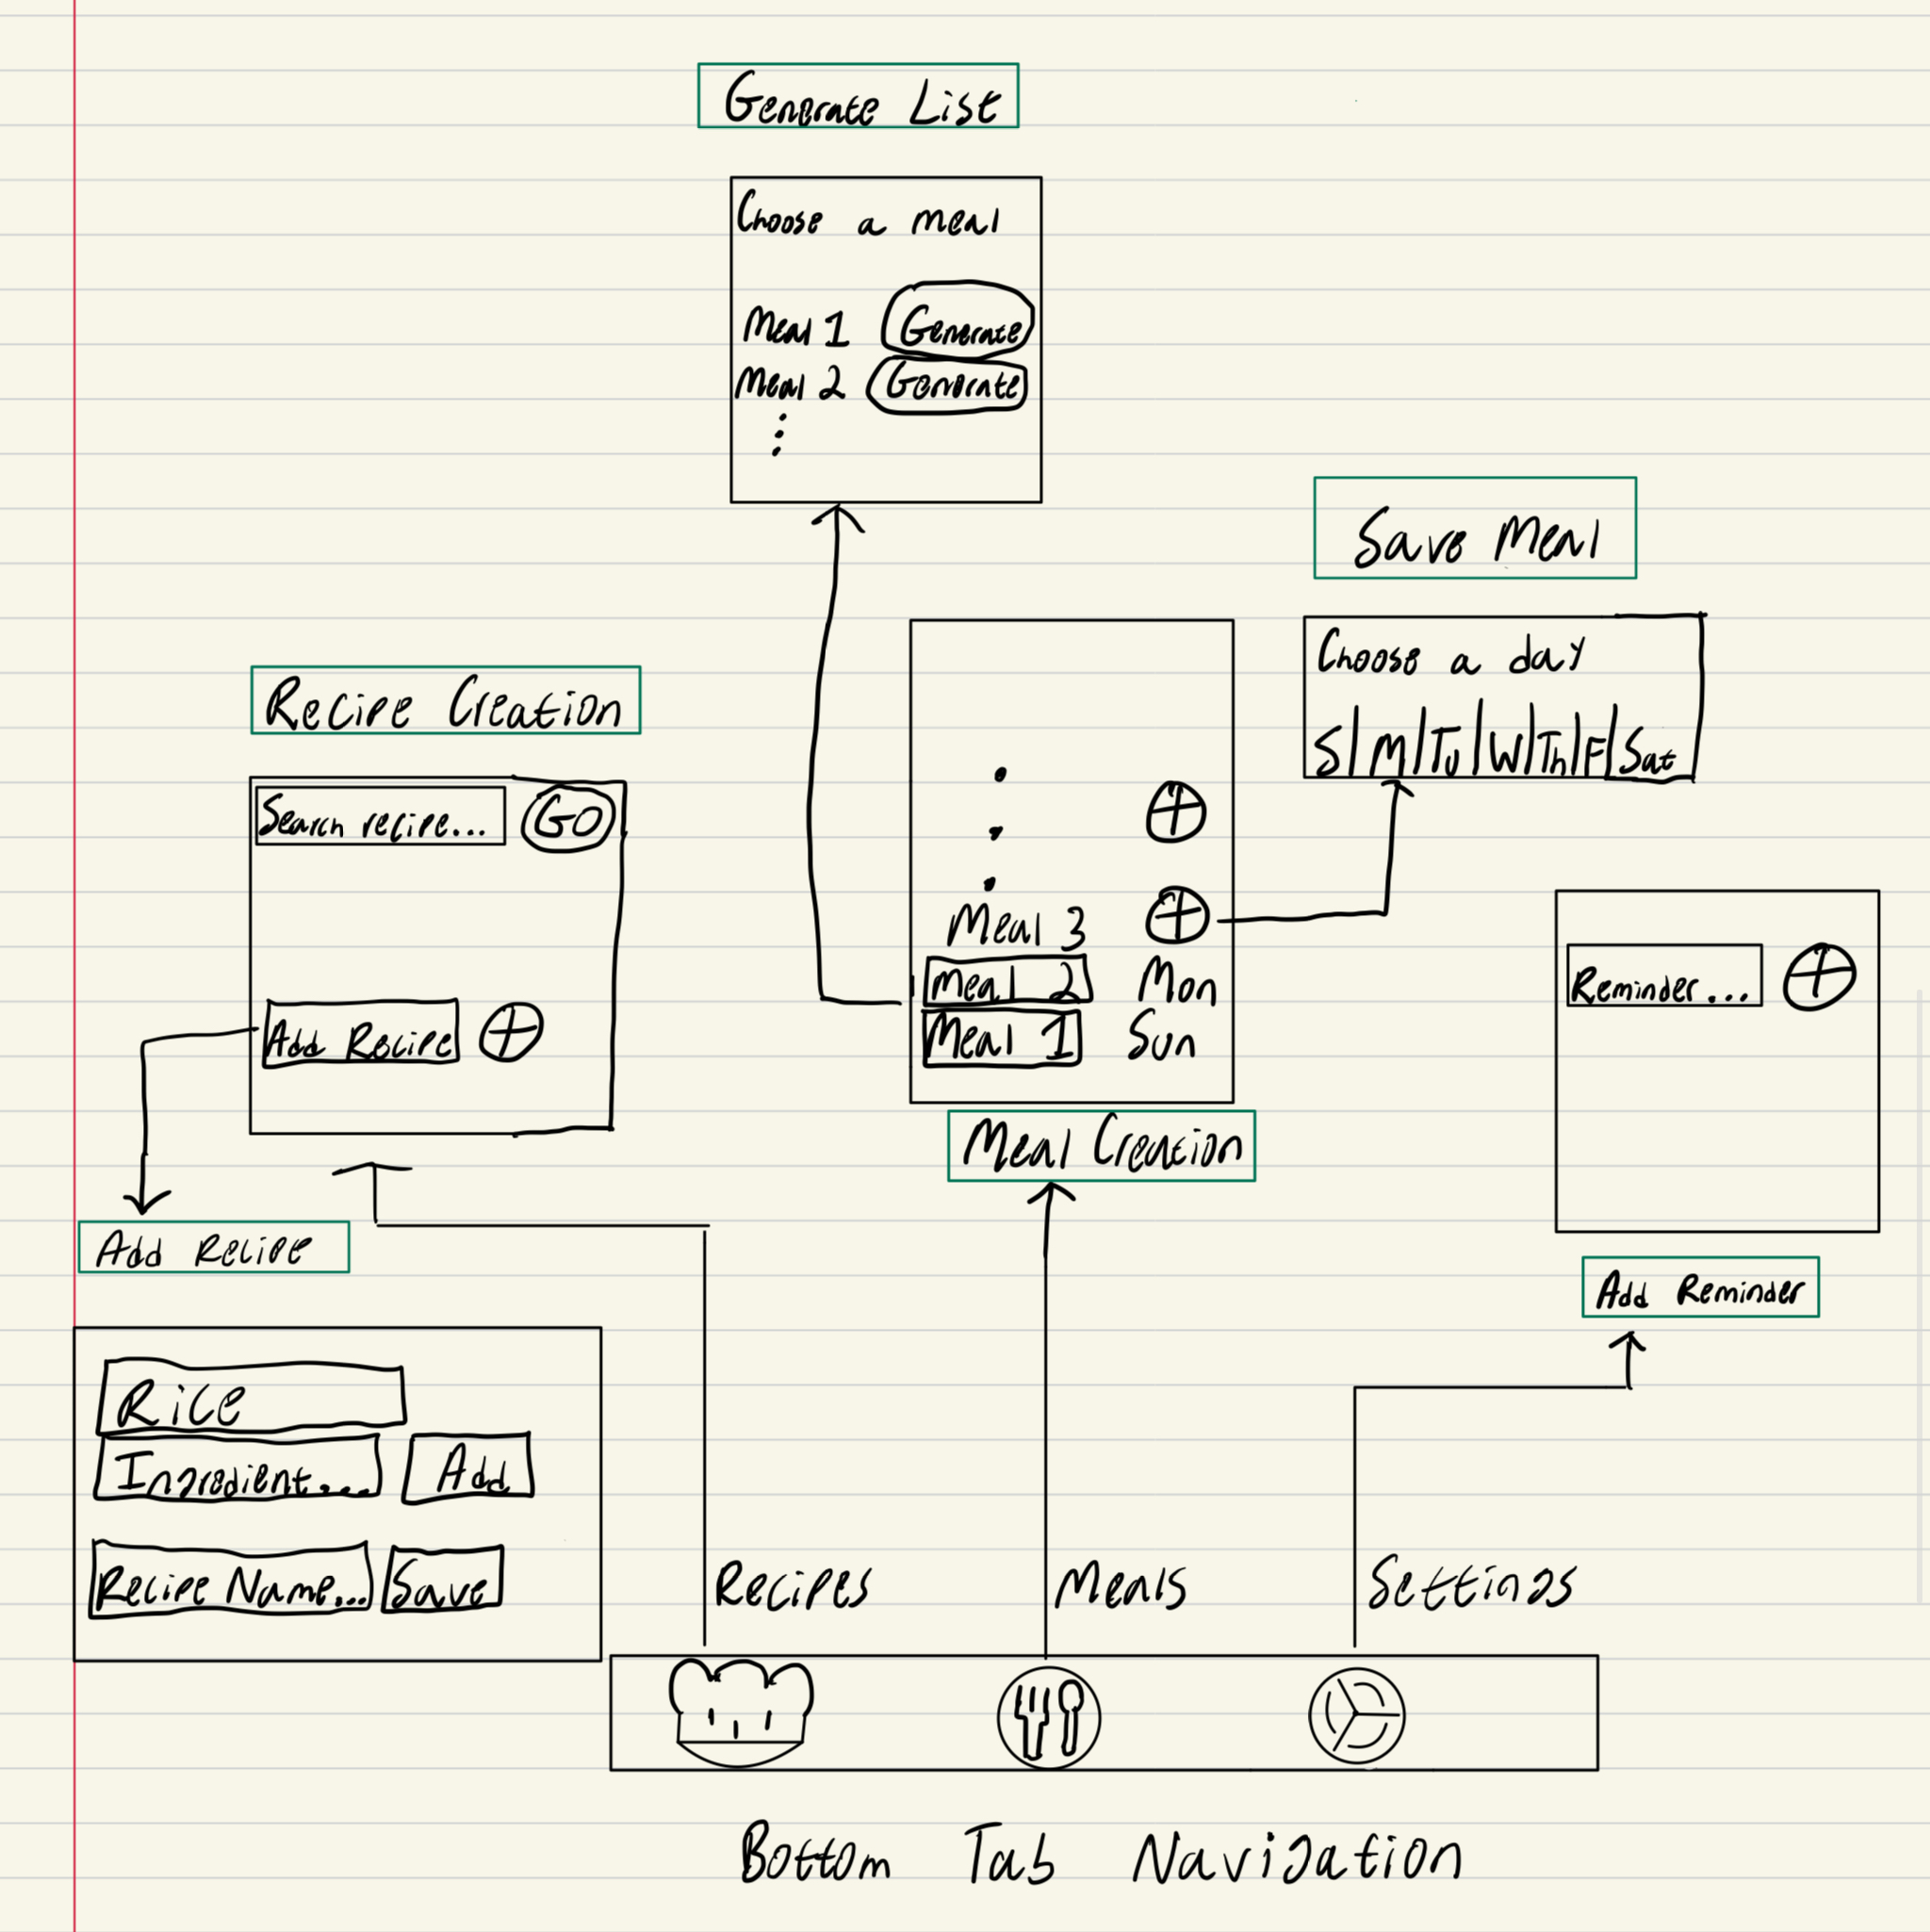 Generate List
Choose a meal
Meal 1 Generate
Meal 2 Generate
Save Meal
Choose a day
S/M/Tu/W/Th/F/Sat
Recipe Creation
Search recipe... GO
Add Recipe
Meal 3
Meal 2 Mon
Meal 1 Sun
Meal Creation
Reminder...
Add Reminder
Add Recipe
Rice
Ingredient... Add
Recipe Name... Save
Recipes
Meals
Settings
Bottom Tab Navigation